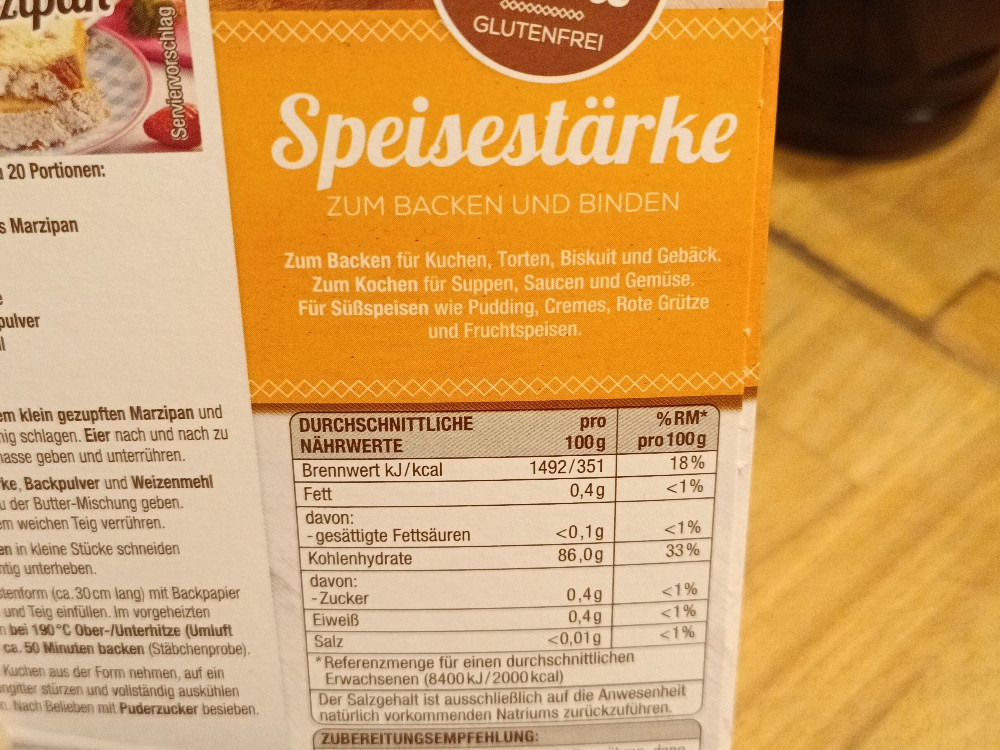 Serviervorschlag
20 Portionen:
Marzipan
klein gezupften Marzipan und
schlagen. Eier nach und nach zu
geben und unterrühren.
Backpulver und Weizenmehl
der Butter-Mischung geben.
weichen Teig verrühren.
in kleine Stücke schneiden
unterheben.
(ca. 30 cm lang) mit Backpapier
und Teig einfüllen. Im vorgeheizten
bei 190°C Ober-/Unterhitze (Umluft
ca. 50 Minuten backen (Stäbchenprobe).
Kuchen aus der Form nehmen, auf ein
stürzen und vollständig auskühlen
Nach Belieben mit Puderzucker besieben.
GLUTENFREI
Speisestärke
ZUM BACKEN UND BINDEN
Zum Backen für Kuchen, Torten, Biskuit und Gebäck.
Zum Kochen für Suppen, Saucen und Gemüse.
Für Süßspeisen wie Pudding, Cremes, Rote Grütze
und Fruchtspeisen.
DURCHSCHNITTLICHE pro %RM*
NÄHRWERTE 100 g pro 100 g
Brennwert kJ/kcal 1492/351 18%
Fett 0,4g <1%
davon:
- gesättigte Fettsäuren <0,1g <1%
Kohlenhydrate 86,0g 33%
davon:
- Zucker 0,4g <1%
Eiweiß 0,4g <1%
Salz <0,01g <1%
*Referenzmenge für einen durchschnittlichen
Erwachsenen (8400 kJ/2000 kcal)
Der Salzgehalt ist ausschließlich auf die Anwesenheit
natürlich vorkommenden Natriums zurückzuführen.
ZUBEREITUNGSEMPFEHLUNG: